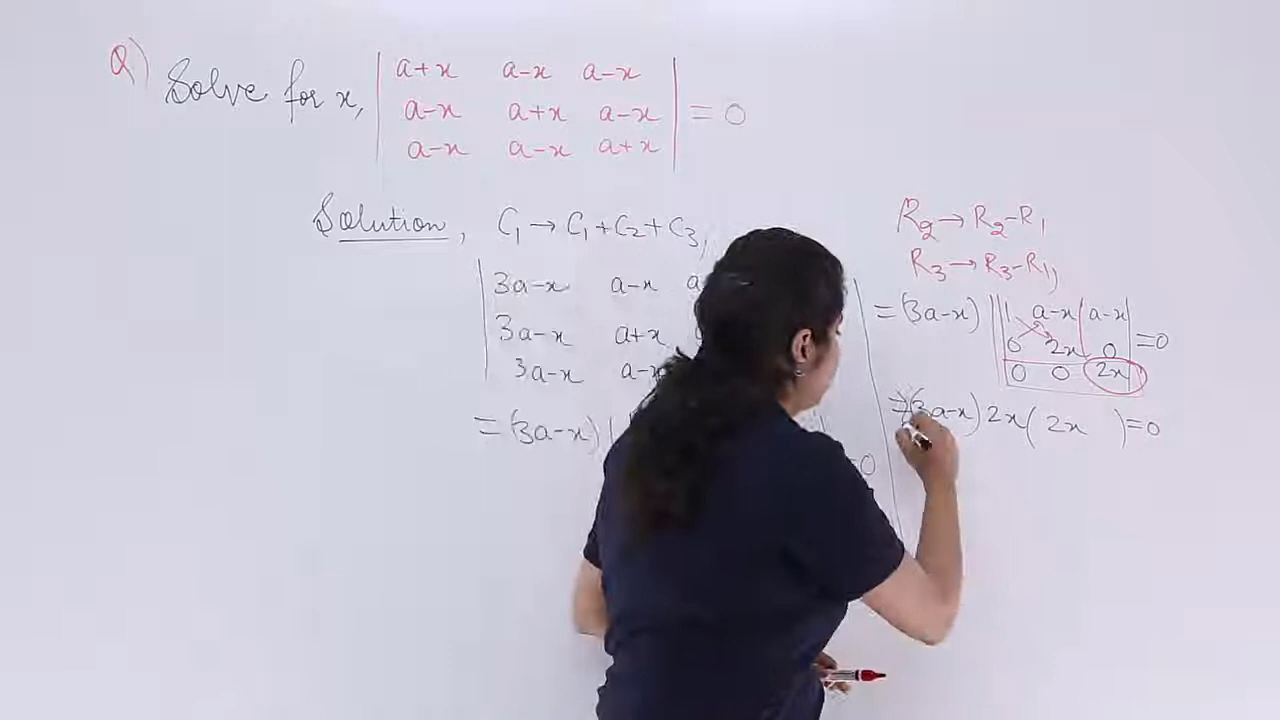 Q) Solve for x, | a+x a-x a-x |
| a-x a+x a-x | = 0
| a-x a-x a+x |
Solution, C₁ → C₁ + C₂ + C₃,
| 3a-x a-x a
3a-x a+x
3a-x a-x
= (3a-x) |
=0
R₂ → R₂-R₁
R₃ → R₃-R₁,
= (3a-x) | 1 a-x a-x |
| 0 2x 0 | =0
| 0 0 2x |
⇒ (3a-x) 2x ( 2x ) = 0